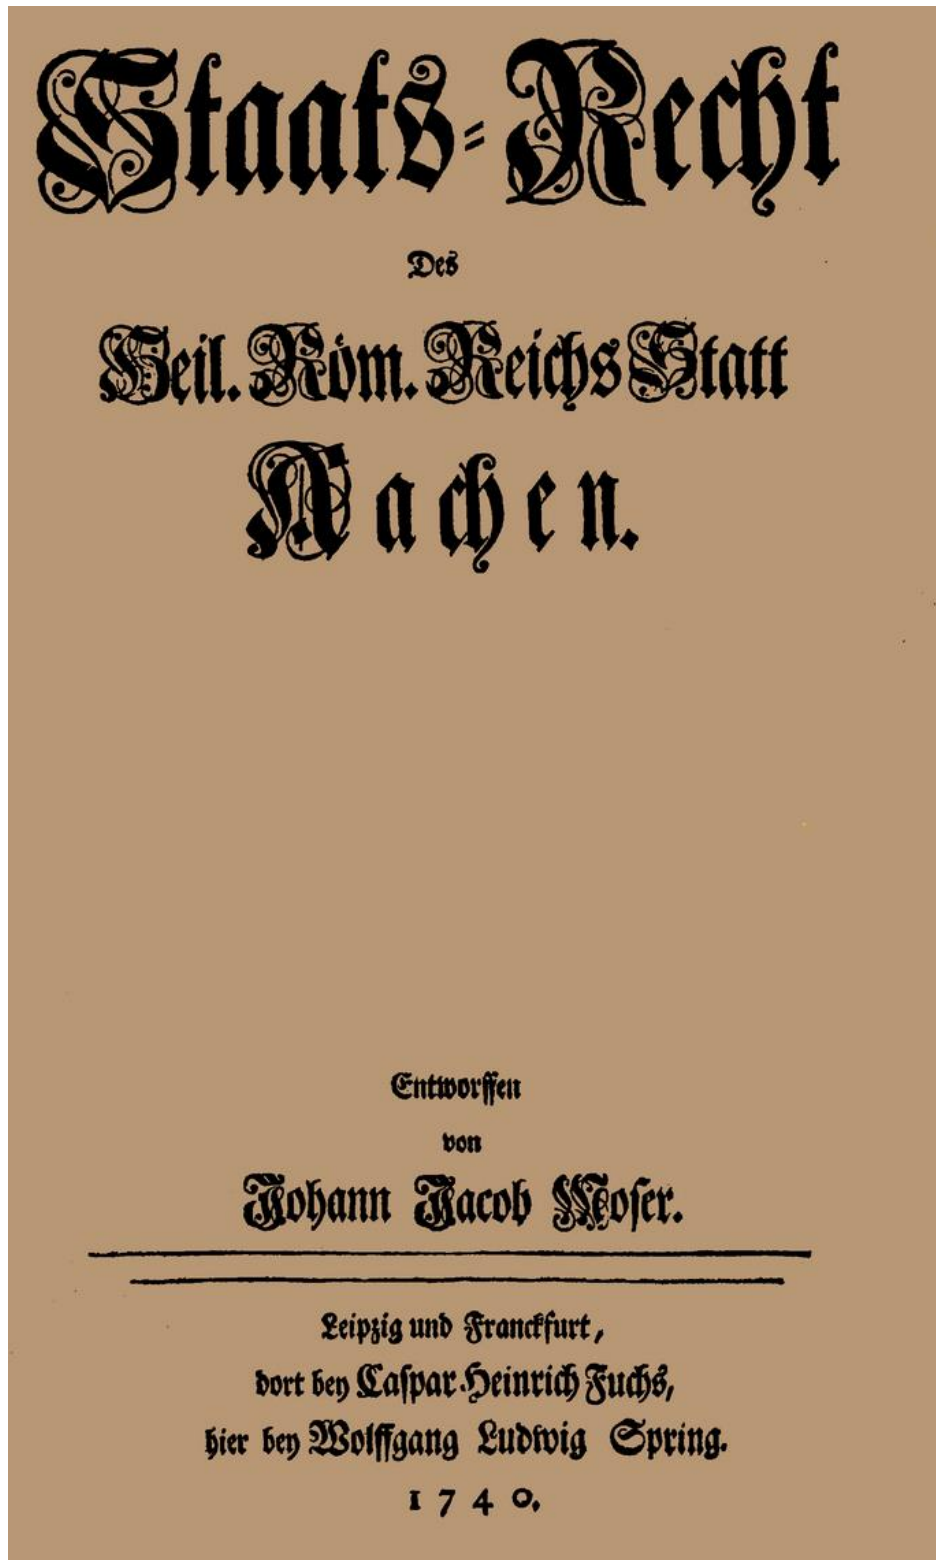 Staats-Recht
Des
Heil. Röm. Reichs Statt
Aachen.
Entworffen
von
Johann Jacob Moser.
Leipzig und Franckfurt,
dort bey Caspar Heinrich Fuchs,
hier bey Wolffgang Ludwig Spring.
1740.